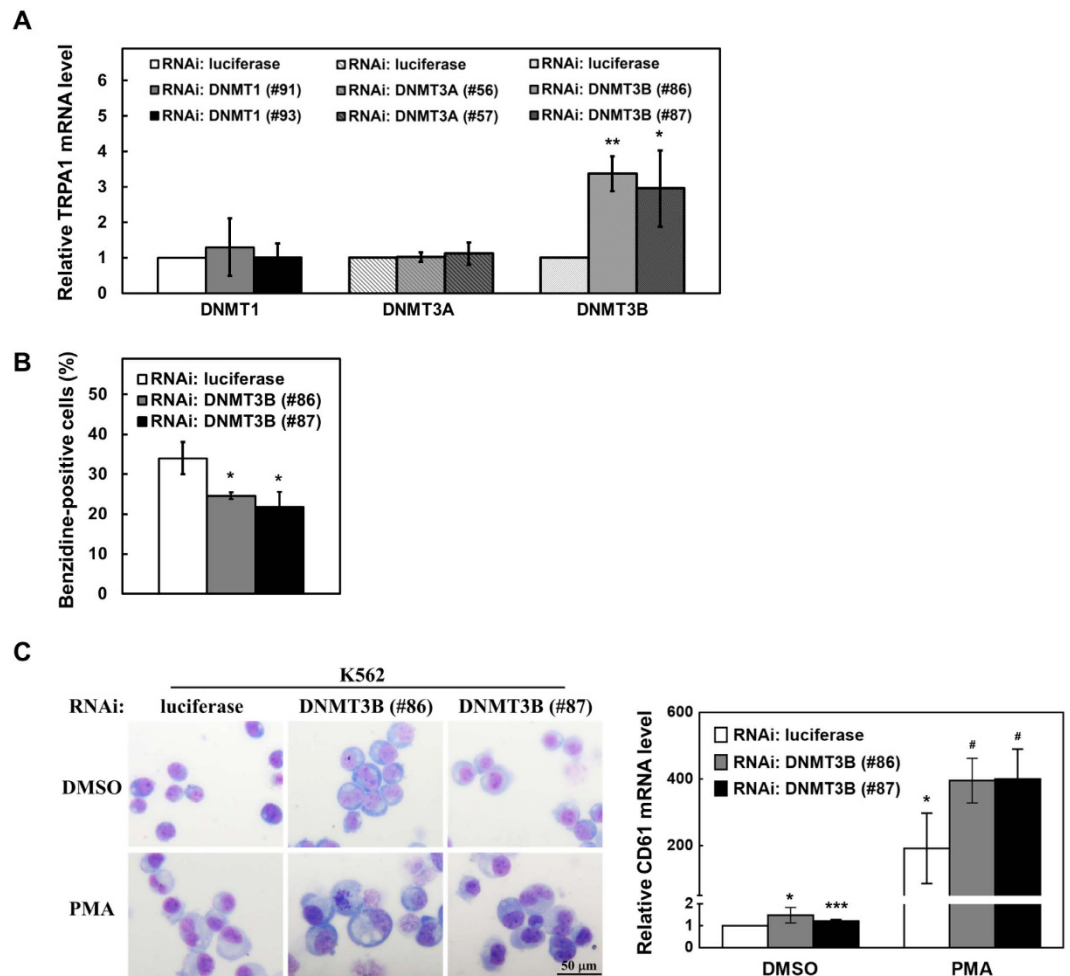 A
Relative TRPA1 mRNA level
6
5
4
3
2
1
0
RNAi: luciferase RNAi: luciferase RNAi: luciferase
RNAi: DNMT1 (#91) RNAi: DNMT3A (#56) RNAi: DNMT3B (#86)
RNAi: DNMT1 (#93) RNAi: DNMT3A (#57) RNAi: DNMT3B (#87)
** *
DNMT1 DNMT3A DNMT3B
B
Benzidine-positive cells (%)
50
40
30
20
10
0
RNAi: luciferase
RNAi: DNMT3B (#86)
RNAi: DNMT3B (#87)
* *
C
K562
RNAi: luciferase DNMT3B (#86) DNMT3B (#87)
DMSO
PMA
50 μm
Relative CD61 mRNA level
600
400
200
2
1
0
RNAi: luciferase
RNAi: DNMT3B (#86)
RNAi: DNMT3B (#87)
* *** * # #
DMSO PMA